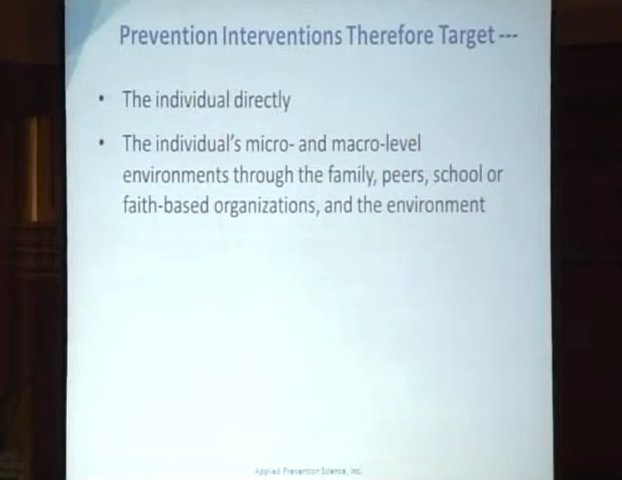 Prevention Interventions Therefore Target ---
• The individual directly
• The individual's micro- and macro-level
environments through the family, peers, school or
faith-based organizations, and the environment
Applied Prevention Science, Inc.